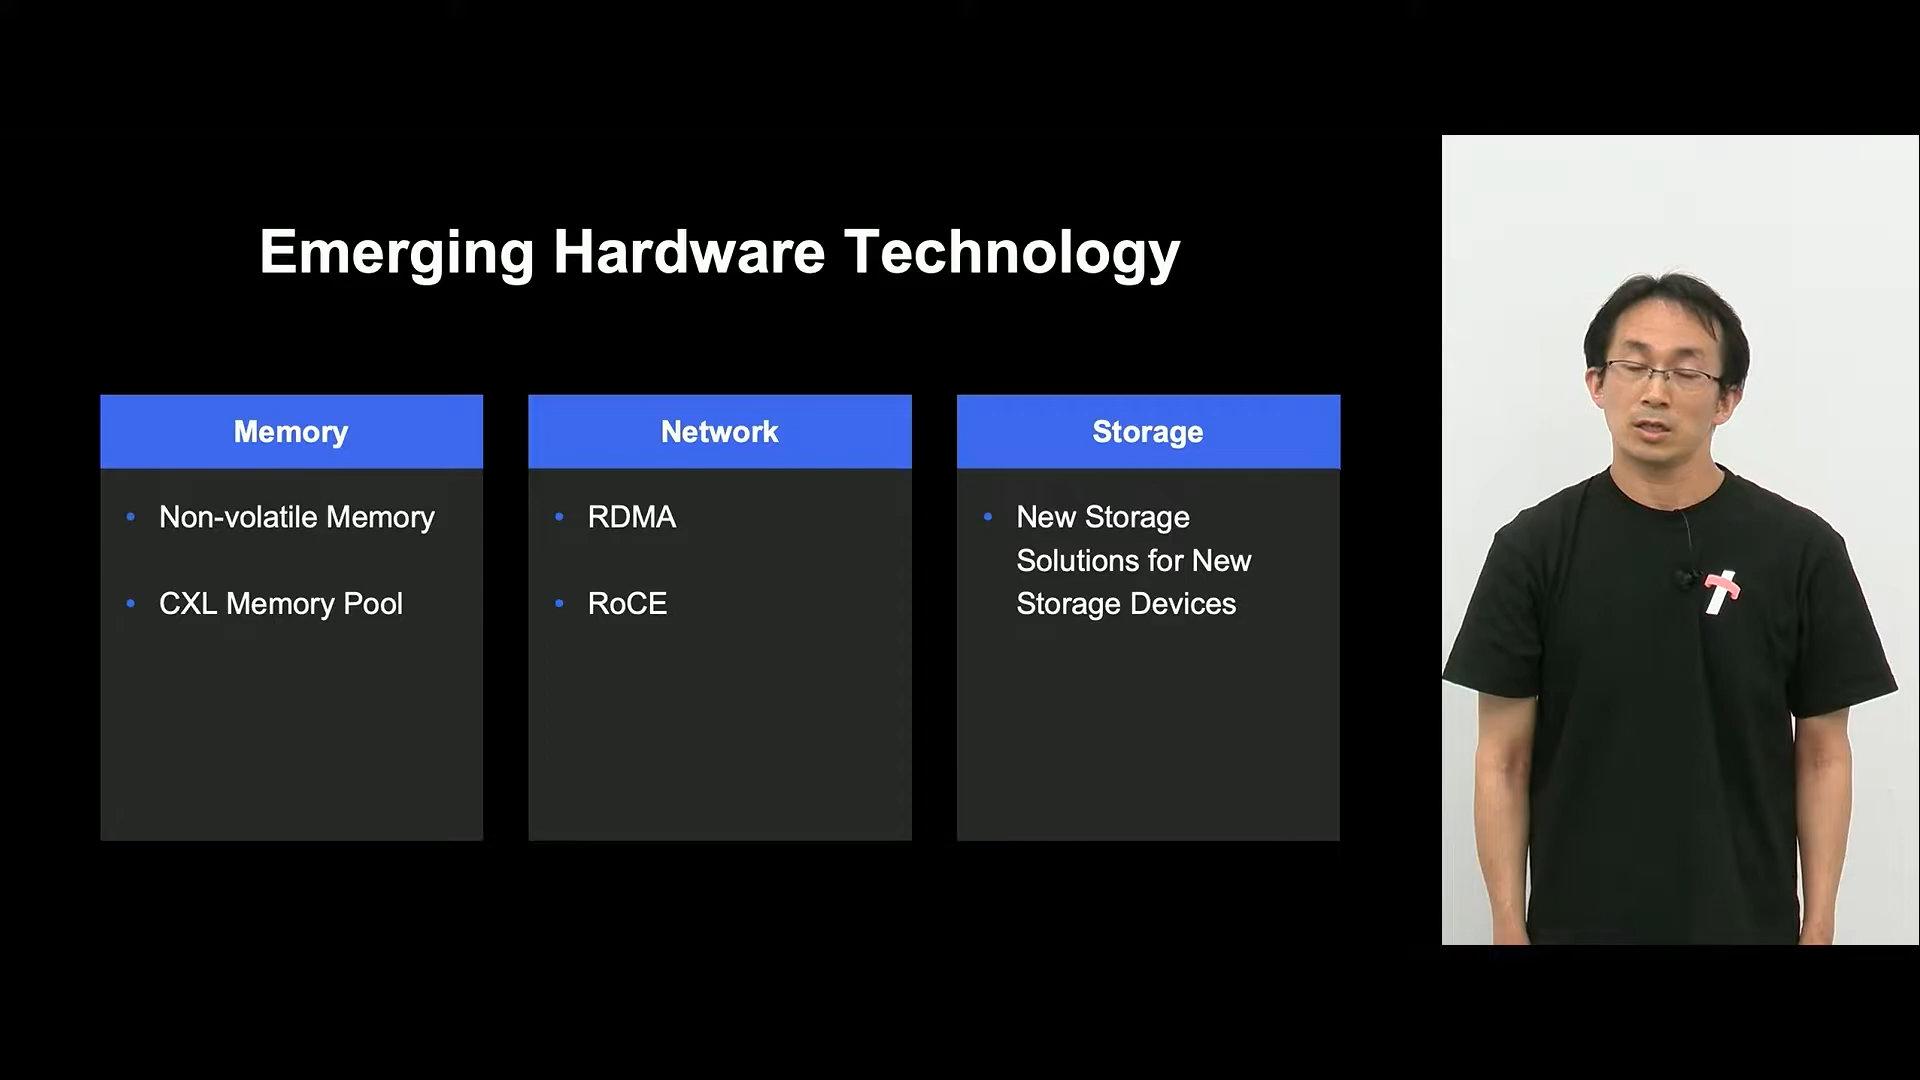 Emerging Hardware Technology
Memory
• Non-volatile Memory
• CXL Memory Pool
Network
• RDMA
• RoCE
Storage
• New Storage
Solutions for New
Storage Devices